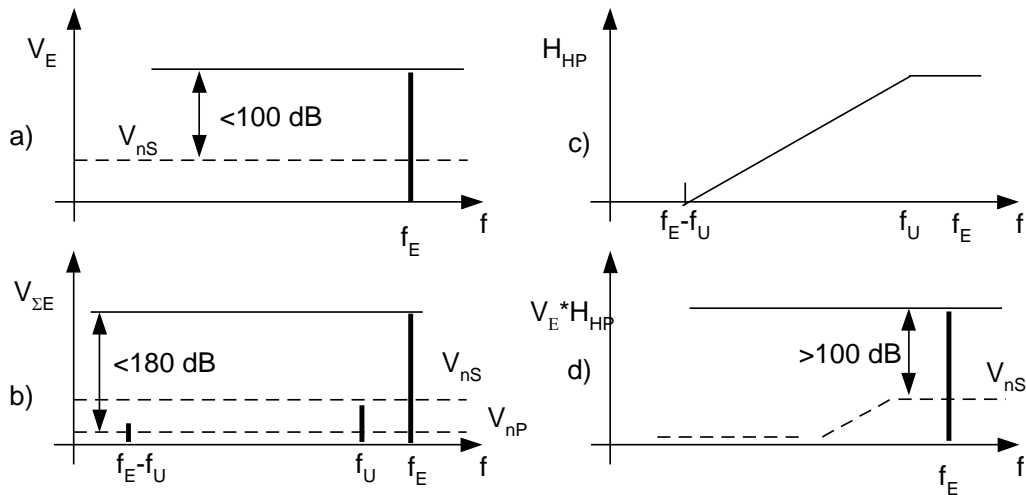 a)
V_E
<100 dB
V_nS
f_E
f
b)
V_ΣE
<180 dB
V_nS
V_nP
f_E-f_U
f_U
f_E
f
c)
H_HP
f_E-f_U
f_U
f_E
f
d)
V_E*H_HP
>100 dB
V_nS
f_E
f